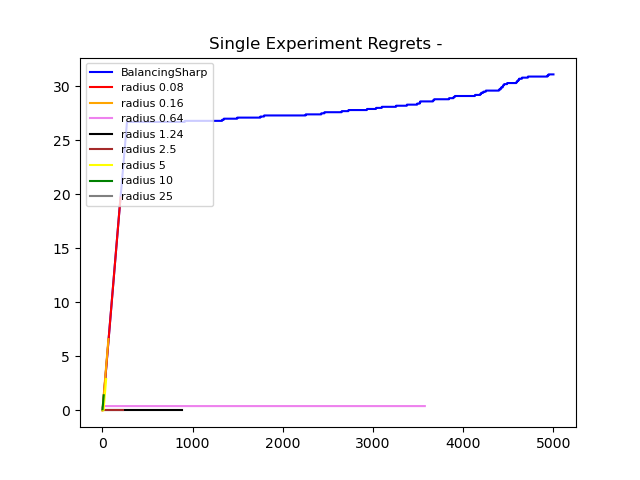 Single Experiment Regrets -
BalancingSharp
radius 0.08
radius 0.16
radius 0.64
radius 1.24
radius 2.5
radius 5
radius 10
radius 25
30
25
20
15
10
5
0
0 1000 2000 3000 4000 5000